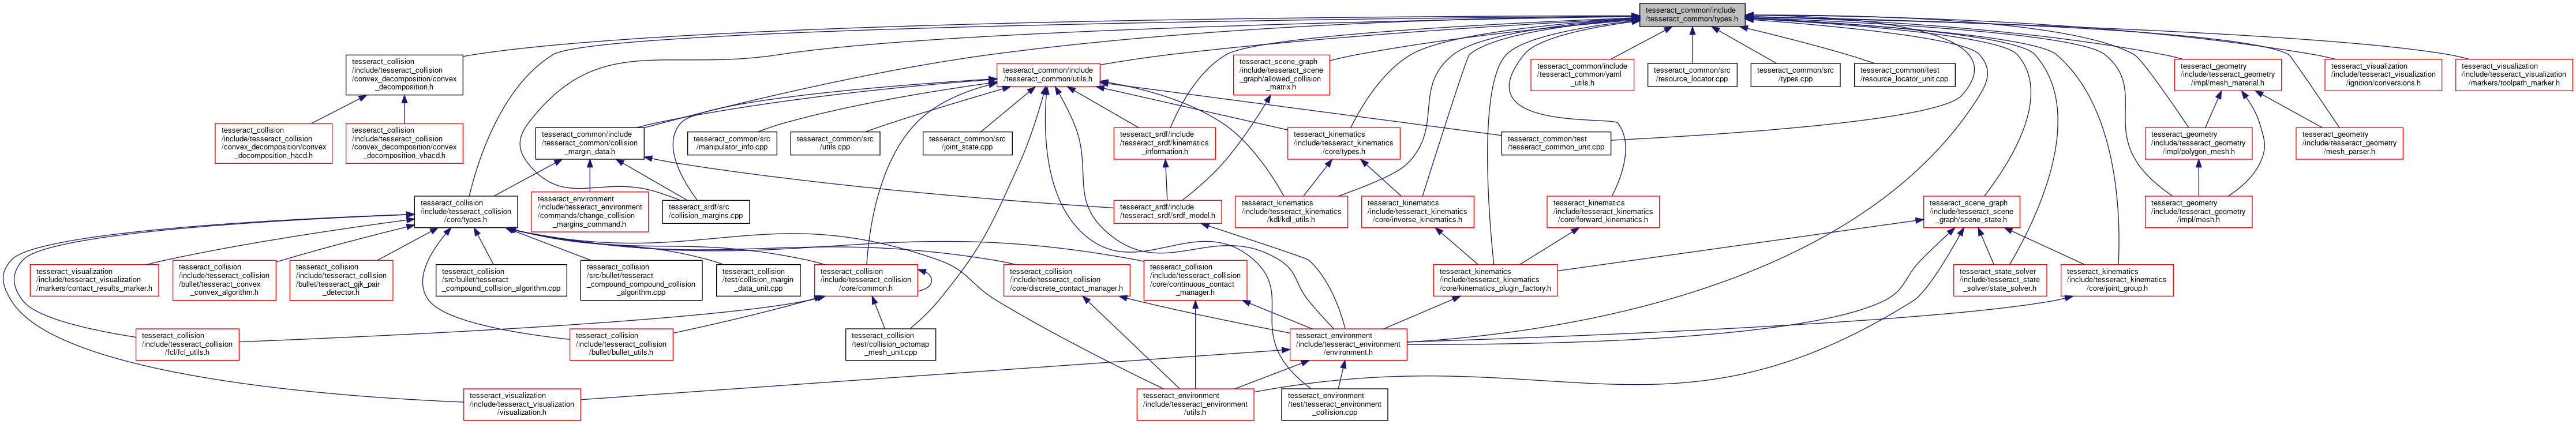 tesseract_common/include
/tesseract_common/types.h
tesseract_collision
/include/tesseract_collision
/convex_decomposition/convex
_decomposition.h
tesseract_common/include
/tesseract_common/utils.h
tesseract_scene_graph
/include/tesseract_scene
_graph/allowed_collision
_matrix.h
tesseract_common/include
/tesseract_common/yaml
_utils.h
tesseract_common/src
/resource_locator.cpp
tesseract_common/src
/types.cpp
tesseract_common/test
/resource_locator_unit.cpp
tesseract_geometry
/include/tesseract_geometry
/impl/mesh_material.h
tesseract_visualization
/include/tesseract_visualization
/ignition/conversions.h
tesseract_visualization
/include/tesseract_visualization
/markers/toolpath_marker.h
tesseract_collision
/include/tesseract_collision
/convex_decomposition/convex
_decomposition_hacd.h
tesseract_collision
/include/tesseract_collision
/convex_decomposition/convex
_decomposition_vhacd.h
tesseract_common/include
/tesseract_common/collision
_margin_data.h
tesseract_common/src
/manipulator_info.cpp
tesseract_common/src
/utils.cpp
tesseract_common/src
/joint_state.cpp
tesseract_srdf/include
/tesseract_srdf/kinematics
_information.h
tesseract_kinematics
/include/tesseract_kinematics
/core/types.h
tesseract_common/test
/tesseract_common_unit.cpp
tesseract_geometry
/include/tesseract_geometry
/impl/polygon_mesh.h
tesseract_geometry
/include/tesseract_geometry
/mesh_parser.h
tesseract_collision
/include/tesseract_collision
/core/types.h
tesseract_environment
/include/tesseract_environment
/commands/change_collision
_margins_command.h
tesseract_srdf/src
/collision_margins.cpp
tesseract_srdf/include
/tesseract_srdf/srdf_model.h
tesseract_kinematics
/include/tesseract_kinematics
/kdl/kdl_utils.h
tesseract_kinematics
/include/tesseract_kinematics
/core/inverse_kinematics.h
tesseract_kinematics
/include/tesseract_kinematics
/core/forward_kinematics.h
tesseract_scene_graph
/include/tesseract_scene
_graph/scene_state.h
tesseract_geometry
/include/tesseract_geometry
/impl/mesh.h
tesseract_visualization
/include/tesseract_visualization
/markers/contact_results_marker.h
tesseract_collision
/include/tesseract_collision
/bullet/tesseract_convex
_convex_algorithm.h
tesseract_collision
/include/tesseract_collision
/bullet/tesseract_gjk_pair
_detector.h
tesseract_collision
/src/bullet/tesseract
_compound_collision_algorithm.cpp
tesseract_collision
/src/bullet/tesseract
_compound_compound_collision
_algorithm.cpp
tesseract_collision
/test/collision_margin
_data_unit.cpp
tesseract_collision
/include/tesseract_collision
/core/common.h
tesseract_collision
/include/tesseract_collision
/core/discrete_contact_manager.h
tesseract_collision
/include/tesseract_collision
/core/continuous_contact
_manager.h
tesseract_kinematics
/include/tesseract_kinematics
/core/kinematics_plugin_factory.h
tesseract_state_solver
/include/tesseract_state
_solver/state_solver.h
tesseract_kinematics
/include/tesseract_kinematics
/core/joint_group.h
tesseract_collision
/include/tesseract_collision
/fcl/fcl_utils.h
tesseract_collision
/include/tesseract_collision
/bullet/bullet_utils.h
tesseract_collision
/test/collision_octomap
_mesh_unit.cpp
tesseract_environment
/include/tesseract_environment
/environment.h
tesseract_visualization
/include/tesseract_visualization
/visualization.h
tesseract_environment
/include/tesseract_environment
/utils.h
tesseract_environment
/test/tesseract_environment
_collision.cpp